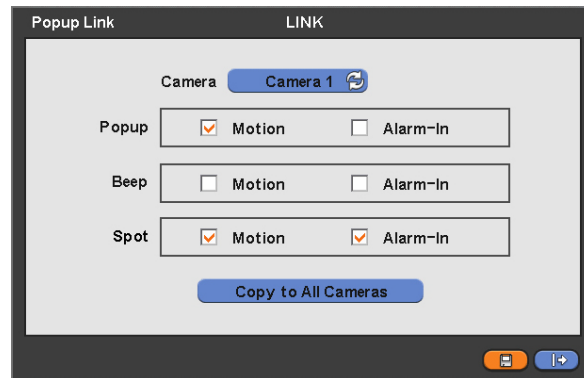 Popup Link LINK
Camera Camera 1
Popup Motion Alarm-In
Beep Motion Alarm-In
Spot Motion Alarm-In
Copy to All Cameras